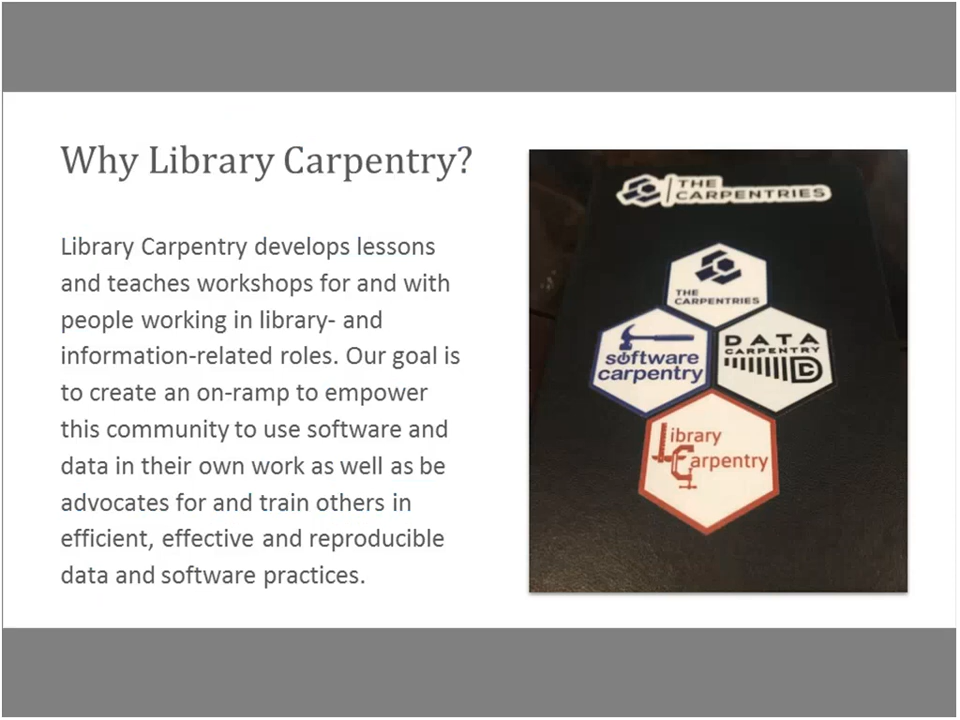 Why Library Carpentry?
Library Carpentry develops lessons
and teaches workshops for and with
people working in library- and
information-related roles. Our goal is
to create an on-ramp to empower
this community to use software and
data in their own work as well as be
advocates for and train others in
efficient, effective and reproducible
data and software practices.
THE
CARPENTRIES
THE
CARPENTRIES
software
carpentry
DATA
CARPENTRY
DC
Library
Carpentry